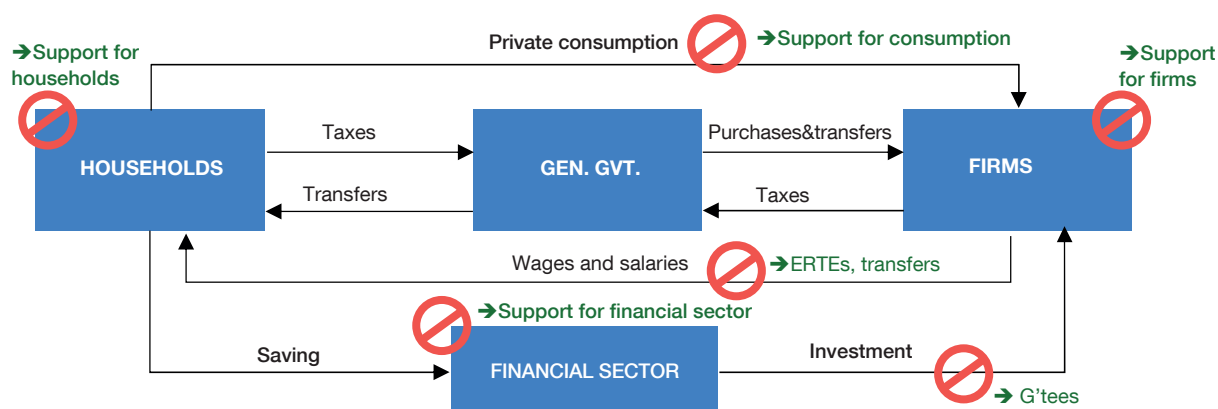 Private consumption
➔Support for consumption
➔Support for
households
➔Support
for firms
Taxes
Purchases&transfers
HOUSEHOLDS
GEN. GVT.
FIRMS
Transfers
Taxes
Wages and salaries
➔ERTEs, transfers
➔Support for financial sector
Saving
Investment
FINANCIAL SECTOR
➔ G'tees